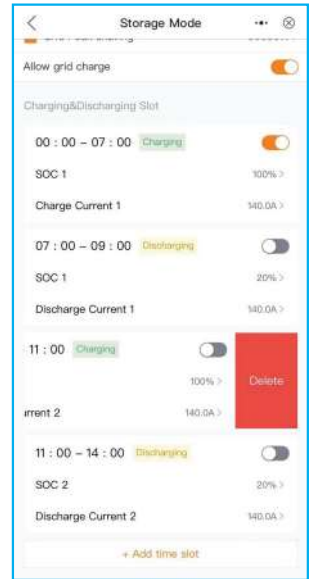 Storage Mode
Allow grid charge
Charging&Discharging Slot
00 : 00 – 07 : 00 Charging
SOC 1 100% >
Charge Current 1 140.0A >
07 : 00 – 09 : 00 Discharging
SOC 1 20% >
Discharge Current 1 140.0A >
11 : 00 Charging
100% > Delete
urrent 2 140.0A >
11 : 00 – 14 : 00 Discharging
SOC 2 20% >
Discharge Current 2 140.0A >
+ Add time slot